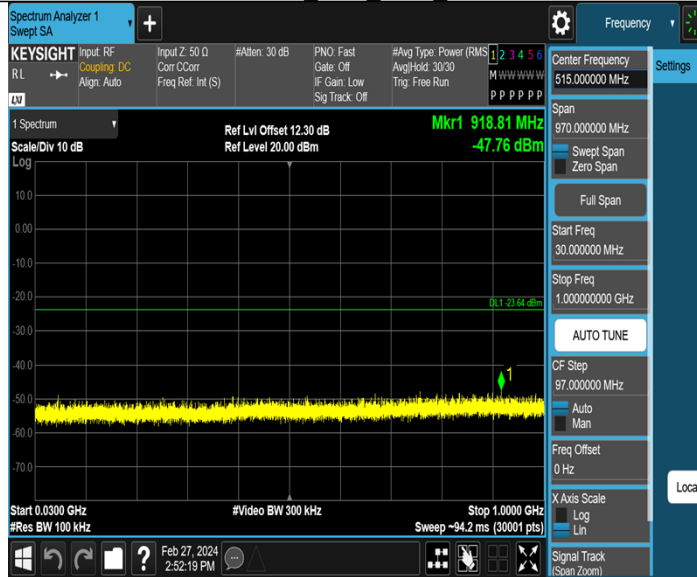 Spectrum Analyzer 1
Swept SA
+
Frequency
KEYSIGHT
RL
LXI
Input: RF
Coupling: DC
Align: Auto
Input Z: 50 Ω
Corr CCorr
Freq Ref: Int (S)
#Atten: 30 dB
PNO: Fast
Gate: Off
IF Gain: Low
Sig Track: Off
#Avg Type: Power (RMS
Avg|Hold: 30/30
Trig: Free Run
1 2 3 4 5 6
M W W W W W
P P P P P P
1 Spectrum
Scale/Div 10 dB
Log
Ref Lvl Offset 12.30 dB
Ref Level 20.00 dBm
Mkr1 918.81 MHz
-47.76 dBm
10.0
0.00
-10.0
-20.0
-30.0
-40.0
-50.0
-60.0
-70.0
DL1 -23.64 dBm
1
Start 0.0300 GHz
#Res BW 100 kHz
#Video BW 300 kHz
Stop 1.0000 GHz
Sweep ~94.2 ms (30001 pts)
Feb 27, 2024
2:52:19 PM
?
Center Frequency
515.000000 MHz
Span
970.000000 MHz
Swept Span
Zero Span
Full Span
Start Freq
30.000000 MHz
Stop Freq
1.000000000 GHz
AUTO TUNE
CF Step
97.000000 MHz
Auto
Man
Freq Offset
0 Hz
X Axis Scale
Log
Lin
Signal Track
(Span Zoom)
Settings
Loca